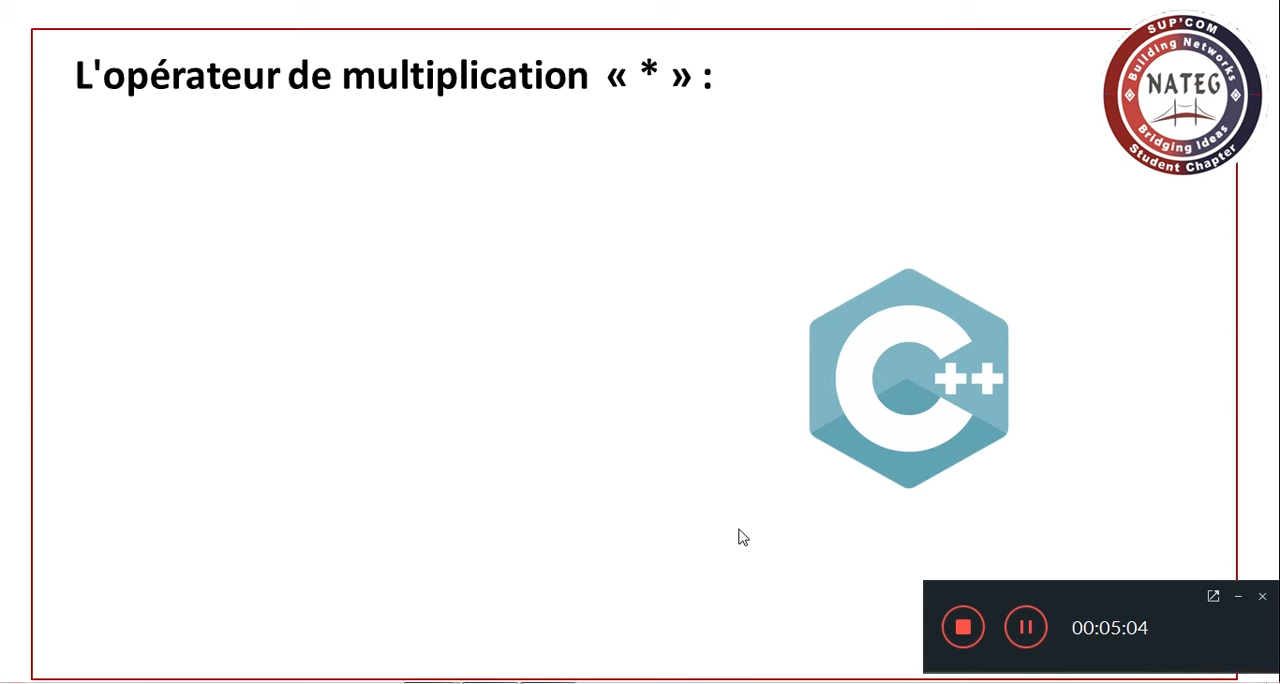 L'opérateur de multiplication « * » :
SUP'COM
Building Networks
NATEG
Bridging Ideas
Student Chapter
C++
00:05:04